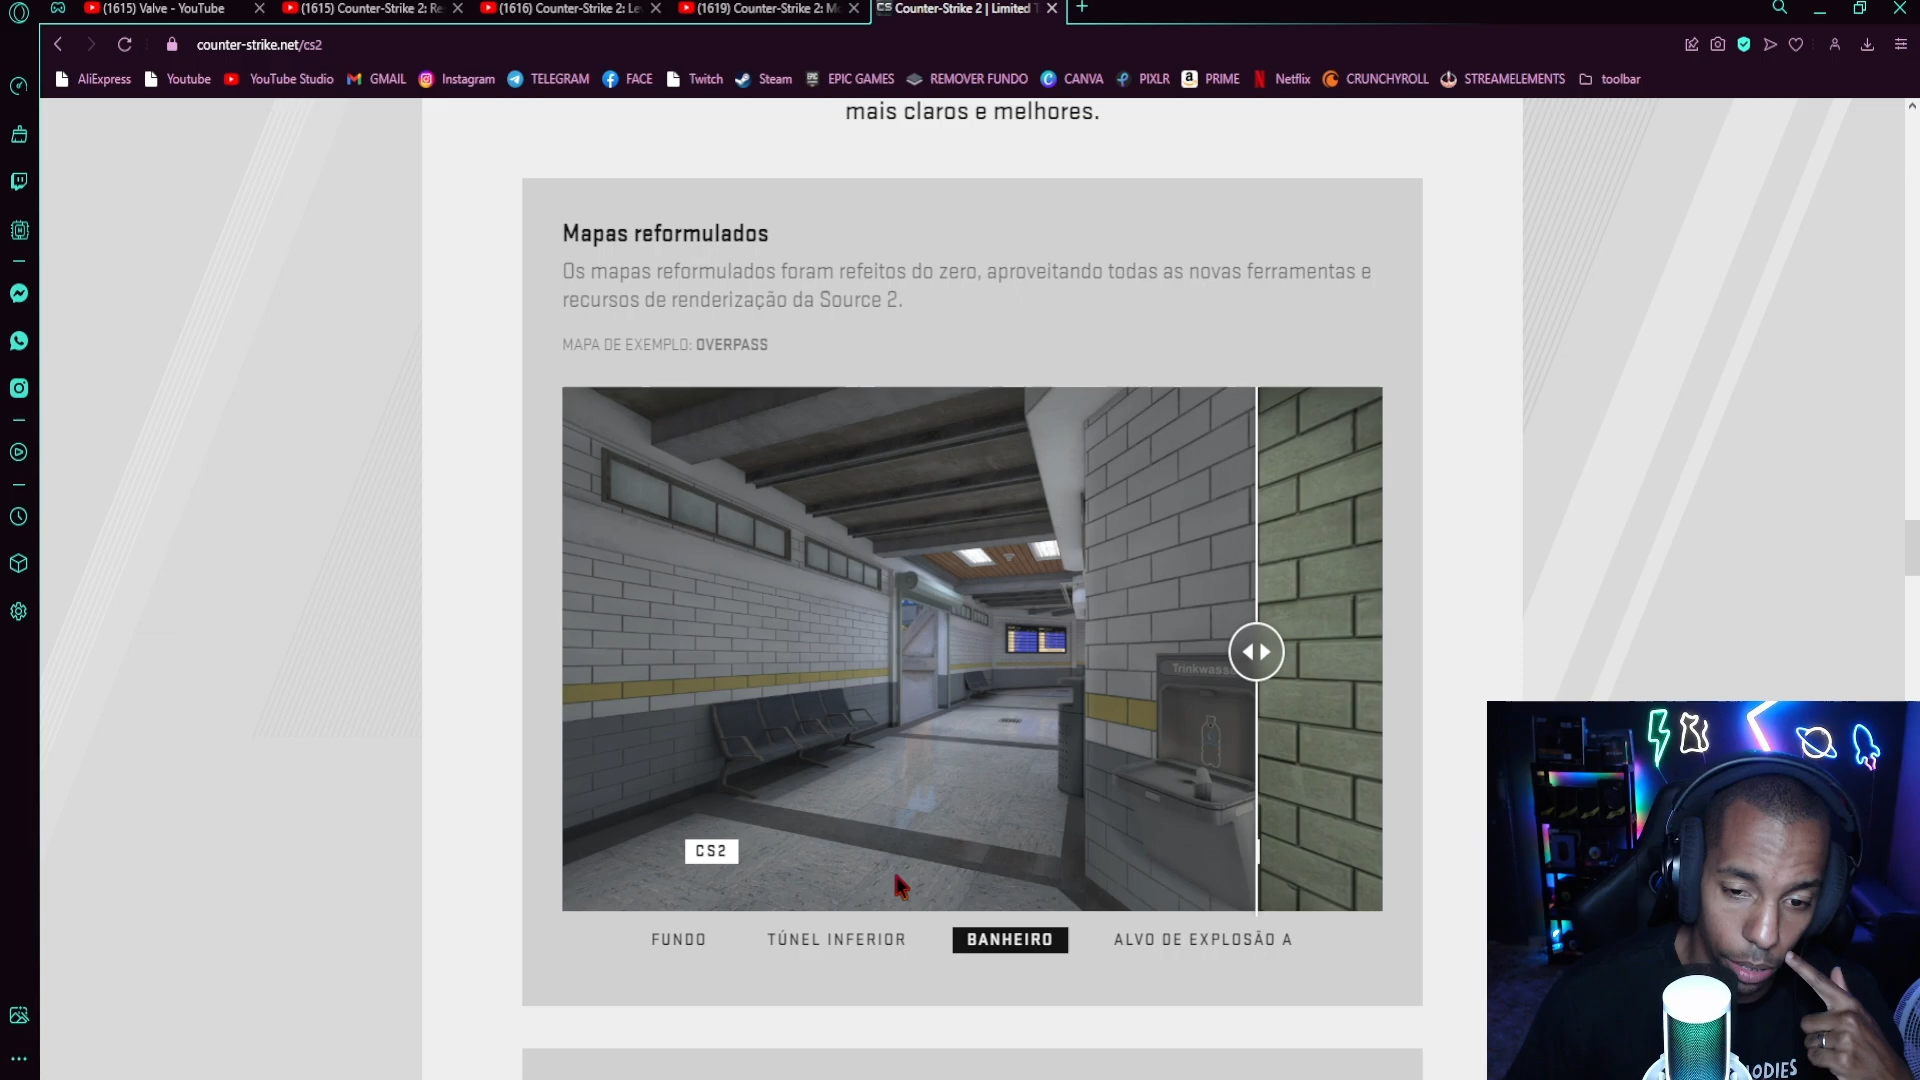 (1615) Valve - YouTube
(1615) Counter-Strike 2: Re
(1616) Counter-Strike 2: Le
(1619) Counter-Strike 2: Mo
CS Counter-Strike 2 | Limited T
counter-strike.net/cs2
AliExpress Youtube YouTube Studio GMAIL Instagram TELEGRAM FACE Twitch Steam EPIC GAMES REMOVER FUNDO CANVA PIXLR PRIME Netflix CRUNCHYROLL STREAMELEMENTS toolbar
mais claros e melhores.
Mapas reformulados
Os mapas reformulados foram refeitos do zero, aproveitando todas as novas ferramentas e
recursos de renderização da Source 2.
MAPA DE EXEMPLO: OVERPASS
Trinkwasse
CS2
FUNDO TÚNEL INFERIOR BANHEIRO ALVO DE EXPLOSÃO A